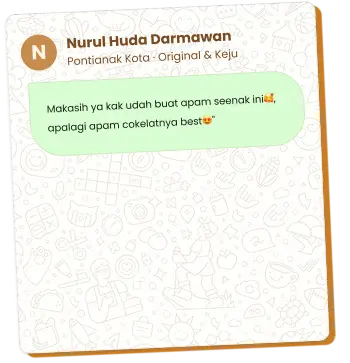 N
Nurul Huda Darmawan
Pontianak Kota · Original & Keju
Makasih ya kak udah buat apam seenak ini🥰,
apalagi apam cokelatnya best😍"